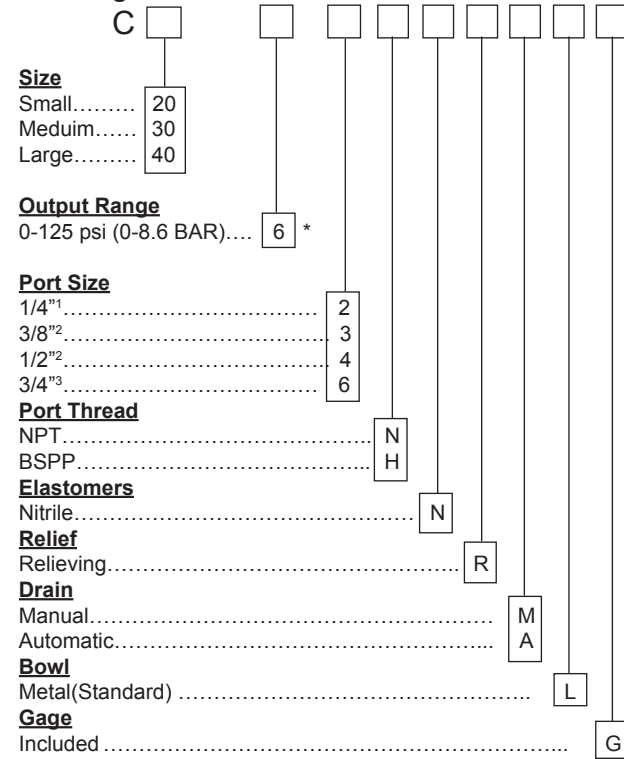 C
Size
Small……… 20
Meduim…… 30
Large……… 40
Output Range
0-125 psi (0-8.6 BAR)…. 6 *
Port Size
1/4”¹……………………………… 2
3/8”²……………………………… 3
1/2”²……………………………… 4
3/4”³……………………………… 6
Port Thread
NPT………………………………….. N
BSPP………………………………... H
Elastomers
Nitrile……………………………………… N
Relief
Relieving………………………………………. R
Drain
Manual……………………………………………… M
Automatic…………………………………………... A
Bowl
Metal(Standard) ………………………………………….. L
Gage
Included …………………………………………………... G